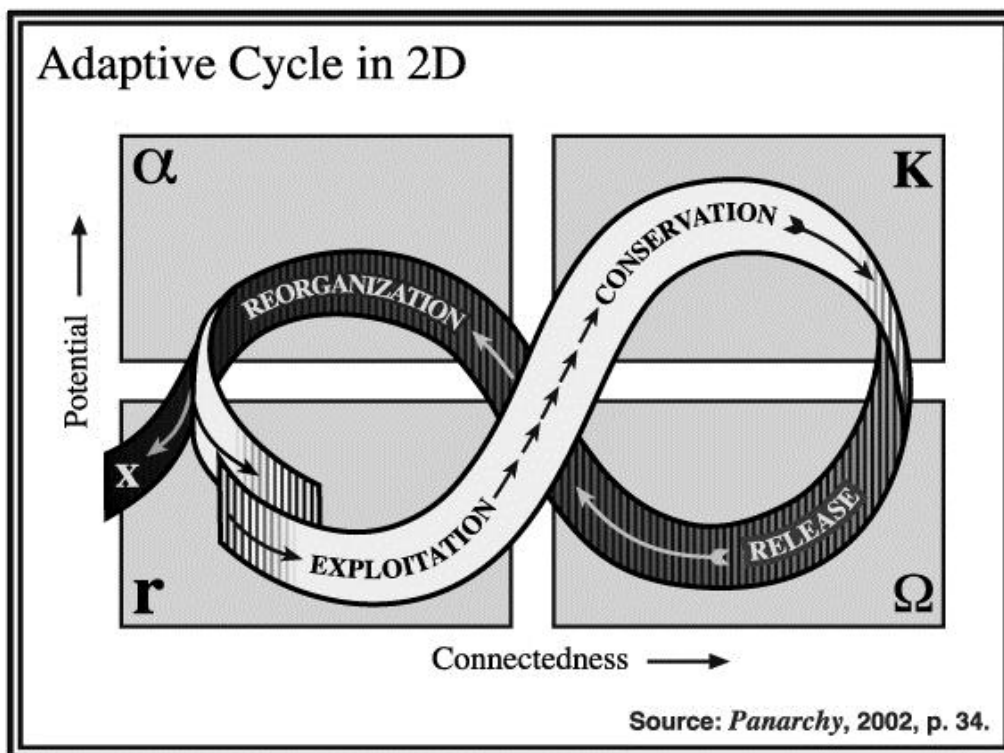 Adaptive Cycle in 2D
α
K
CONSERVATION
REORGANIZATION
Potential
x
EXPLOITATION
RELEASE
r
Ω
Connectedness
Source: Panarchy, 2002, p. 34.